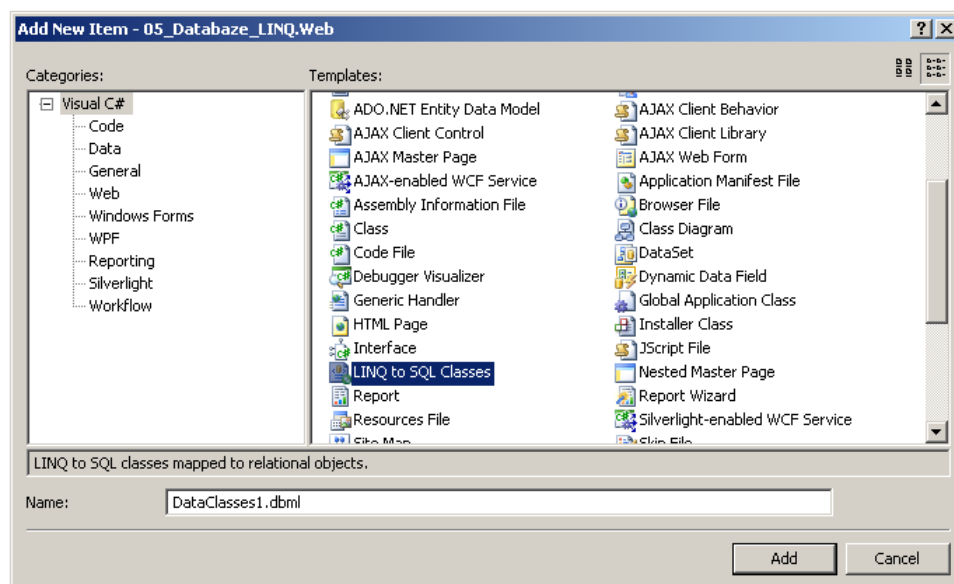 Add New Item - 05_Databaze_LINQ.Web
Categories:
Templates:
Visual C#
Code
Data
General
Web
Windows Forms
WPF
Reporting
Silverlight
Workflow
ADO.NET Entity Data Model
AJAX Client Behavior
AJAX Client Control
AJAX Client Library
AJAX Master Page
AJAX Web Form
AJAX-enabled WCF Service
Application Manifest File
Assembly Information File
Browser File
Class
Class Diagram
Code File
DataSet
Debugger Visualizer
Dynamic Data Field
Generic Handler
Global Application Class
HTML Page
Installer Class
Interface
JScript File
LINQ to SQL Classes
Nested Master Page
Report
Report Wizard
Resources File
Silverlight-enabled WCF Service
Site Map
Skin File
LINQ to SQL classes mapped to relational objects.
Name:
DataClasses1.dbml
Add
Cancel